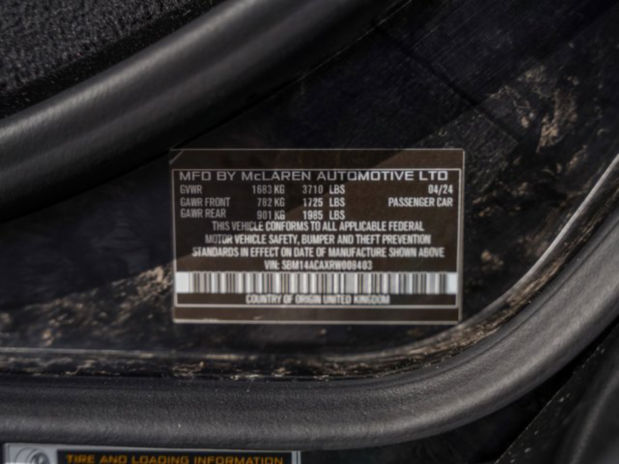 MFD BY McLAREN AUTOMOTIVE LTD
GVWR 1683 KG 3710 LBS 04/24
GAWR FRONT 782 KG 1725 LBS PASSENGER CAR
GAWR REAR 901 KG 1985 LBS
THIS VEHICLE CONFORMS TO ALL APPLICABLE FEDERAL
MOTOR VEHICLE SAFETY, BUMPER AND THEFT PREVENTION
STANDARDS IN EFFECT ON DATE OF MANUFACTURE SHOWN ABOVE
VIN: SBM14ACAXRW008403
COUNTRY OF ORIGIN UNITED KINGDOM
TIRE AND LOADING INFORMATION